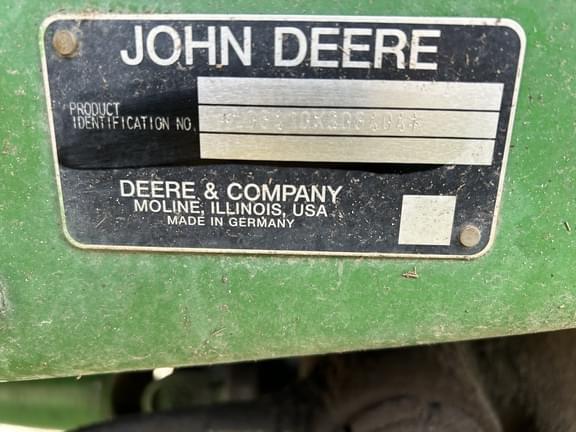 JOHN DEERE
PRODUCT
IDENTIFICATION NO.
DEERE & COMPANY
MOLINE, ILLINOIS, USA
MADE IN GERMANY